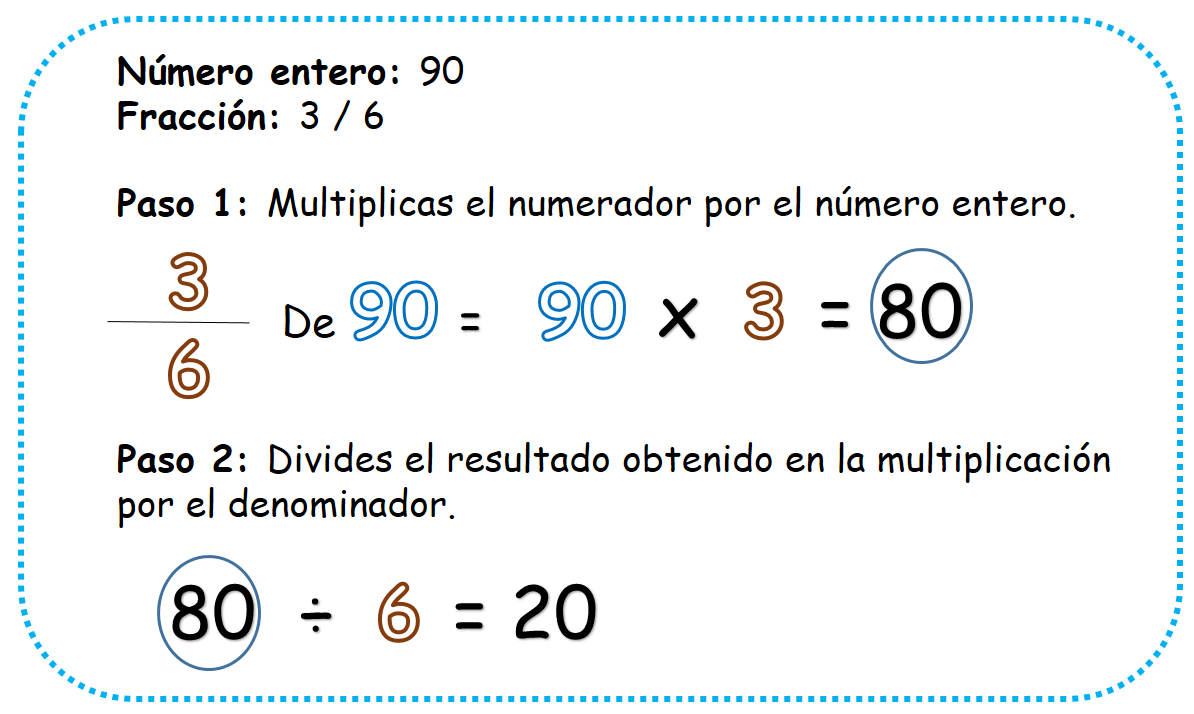 Número entero: 90
Fracción: 3 / 6
Paso 1: Multiplicas el numerador por el número entero.
3
6
De 90 = 90 x 3 = 80
Paso 2: Divides el resultado obtenido en la multiplicación
por el denominador.
80 ÷ 6 = 20